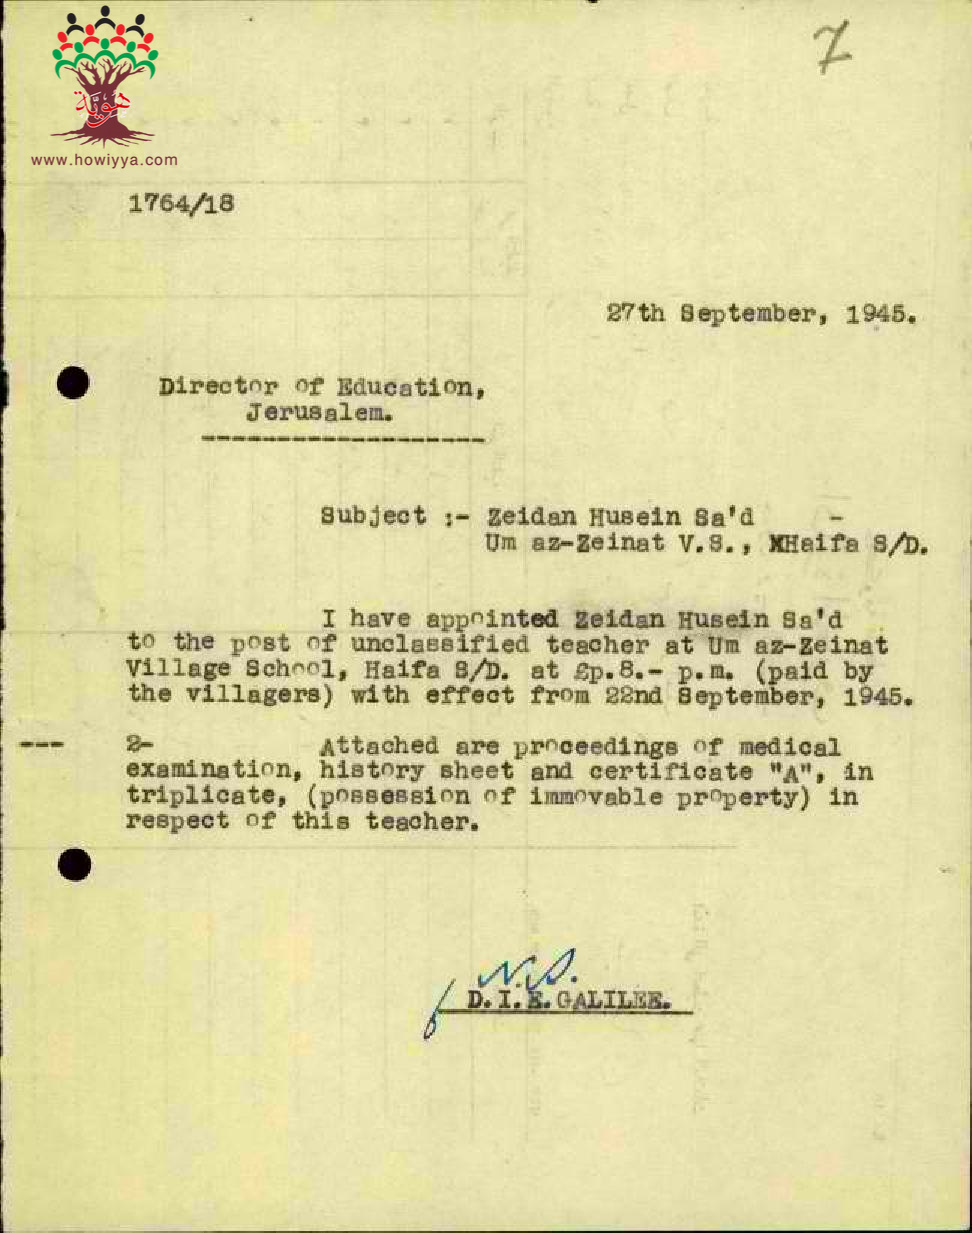 7
هوية
www.howiyya.com
1764/18
27th September, 1945.
Director of Education,
Jerusalem.
--------------------
Subject :- Zeidan Husein Sa'd -
Um az-Zeinat V.S., XHaifa S/D.
I have appointed Zeidan Husein Sa'd
to the post of unclassified teacher at Um az-Zeinat
Village School, Haifa S/D. at £p.8.- p.m. (paid by
the villagers) with effect from 22nd September, 1945.
--- 2- Attached are proceedings of medical
examination, history sheet and certificate "A", in
triplicate, (possession of immovable property) in
respect of this teacher.
N.S.
D.I.E.GALILEE.